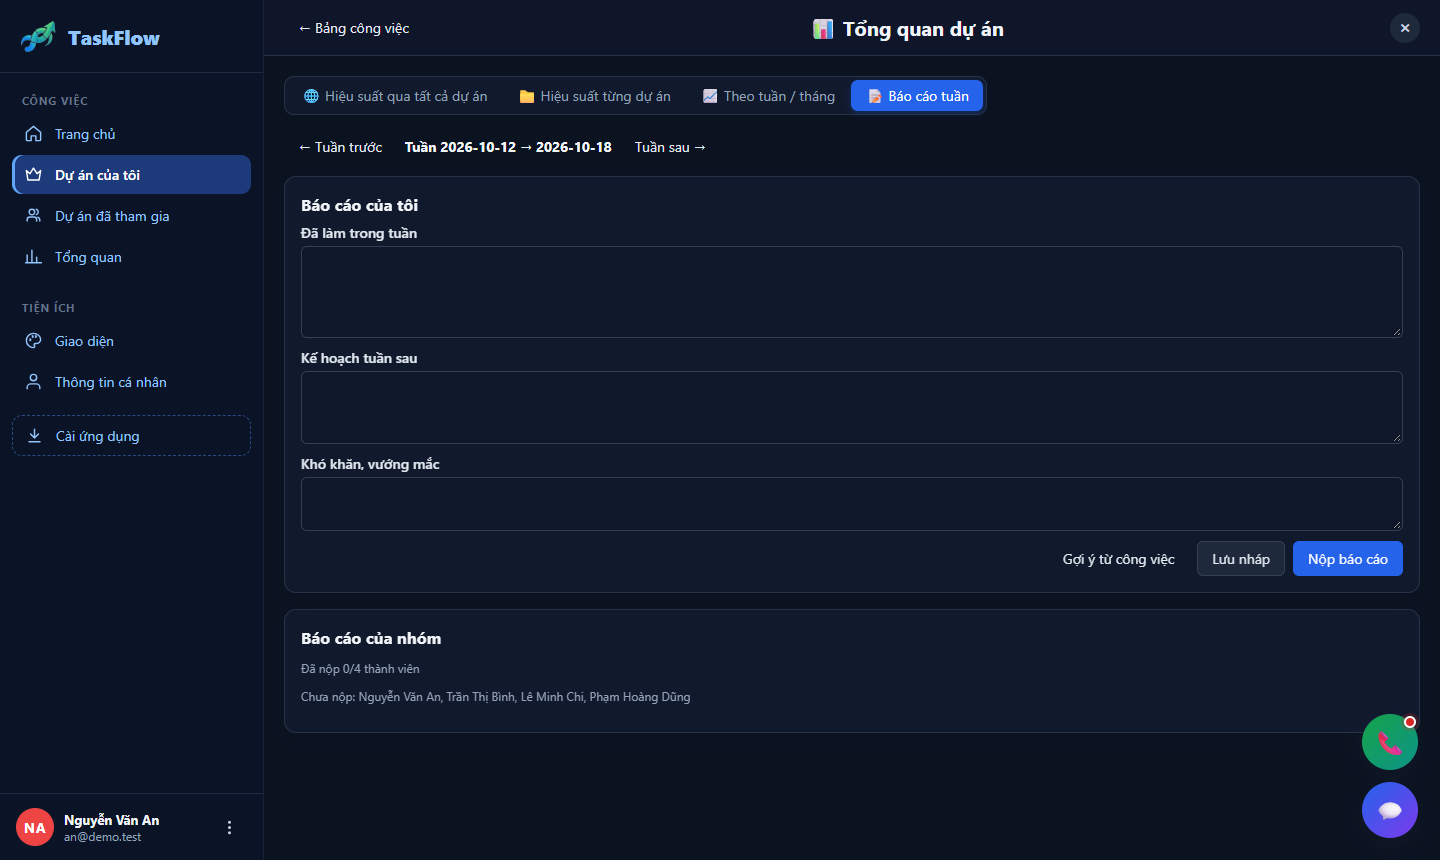 TaskFlow
← Bảng công việc
Tổng quan dự án
CÔNG VIỆC
Trang chủ
Dự án của tôi
Dự án đã tham gia
Tổng quan
TIỆN ÍCH
Giao diện
Thông tin cá nhân
Cài ứng dụng
NA
Nguyễn Văn An
an@demo.test
Hiệu suất qua tất cả dự án
Hiệu suất từng dự án
Theo tuần / tháng
Báo cáo tuần
← Tuần trước
Tuần 2026-10-12 → 2026-10-18
Tuần sau →
Báo cáo của tôi
Đã làm trong tuần
Kế hoạch tuần sau
Khó khăn, vướng mắc
Gợi ý từ công việc
Lưu nháp
Nộp báo cáo
Báo cáo của nhóm
Đã nộp 0/4 thành viên
Chưa nộp: Nguyễn Văn An, Trần Thị Bình, Lê Minh Chi, Phạm Hoàng Dũng